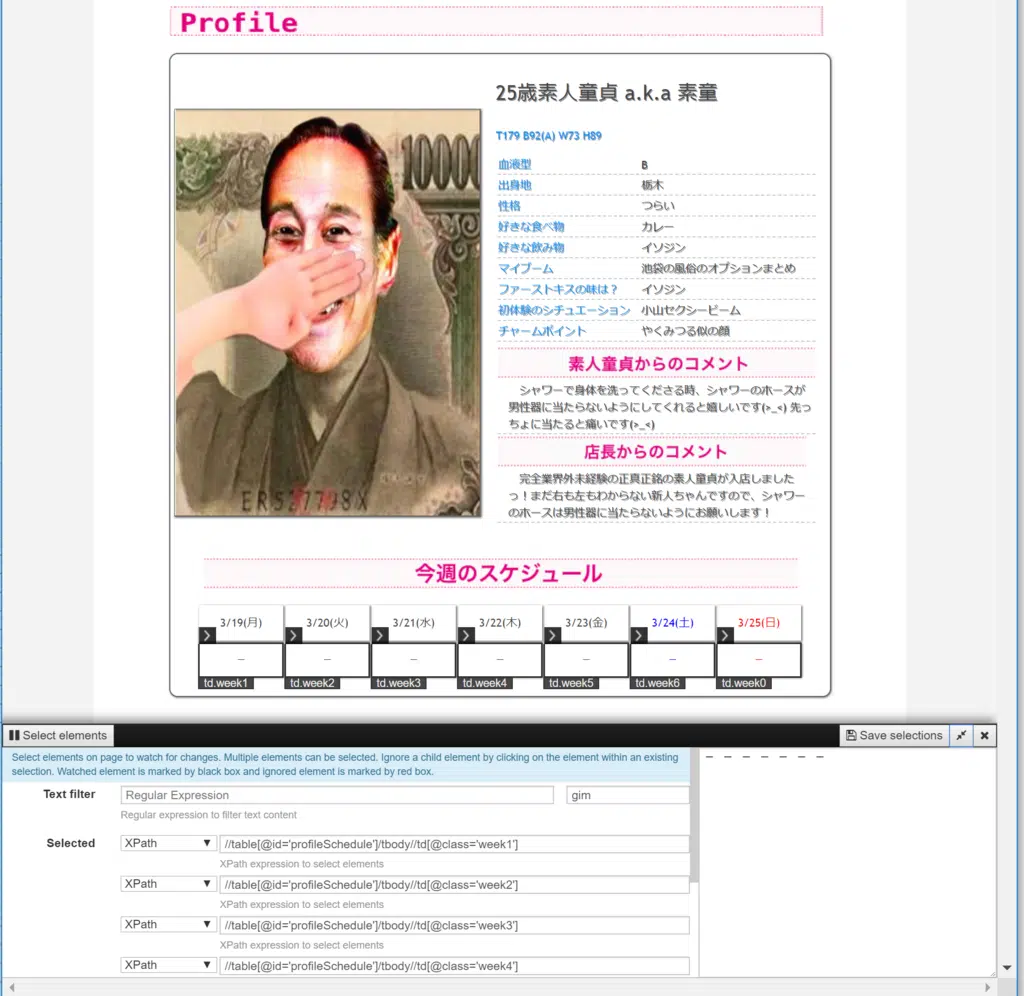 Profile
25歳素人童貞 a.k.a 素童
T179 B92(A) W73 H89
血液型 B
出身地 栃木
性格 つらい
好きな食べ物 カレー
好きな飲み物 イソジン
マイブーム 池袋の風俗のオプションまとめ
ファーストキスの味は？ イソジン
初体験のシチュエーション 小山セクシービーム
チャームポイント やくみつる似の顔
素人童貞からのコメント
シャワーで身体を洗ってくださる時、シャワーのホースが
男性器に当たらないようにしてくれると嬉しいです(>_<) 先っ
ちょに当たると痛いです(>_<)
店長からのコメント
完全業界外未経験の正真正銘の素人童貞が入店しました
っ！まだ右も左もわからない新人ちゃんですので、シャワー
のホースは男性器に当たらないようにお願いします！
10000
今週のスケジュール
3/19(月) 3/20(火) 3/21(水) 3/22(木) 3/23(金) 3/24(土) 3/25(日)
– – – – – – –
td.week1 td.week2 td.week3 td.week4 td.week5 td.week6 td.week0
Select elements
Save selections
Select elements on page to watch for changes. Multiple elements can be selected. Ignore a child element by clicking on the element within an existing
selection. Watched element is marked by black box and ignored element is marked by red box.
– – – – – – –
Text filter Regular Expression gim
Regular expression to filter text content
Selected XPath //table[@id='profileSchedule']/tbody//td[@class='week1']
XPath expression to select elements
XPath //table[@id='profileSchedule']/tbody//td[@class='week2']
XPath expression to select elements
XPath //table[@id='profileSchedule']/tbody//td[@class='week3']
XPath expression to select elements
XPath //table[@id='profileSchedule']/tbody//td[@class='week4']